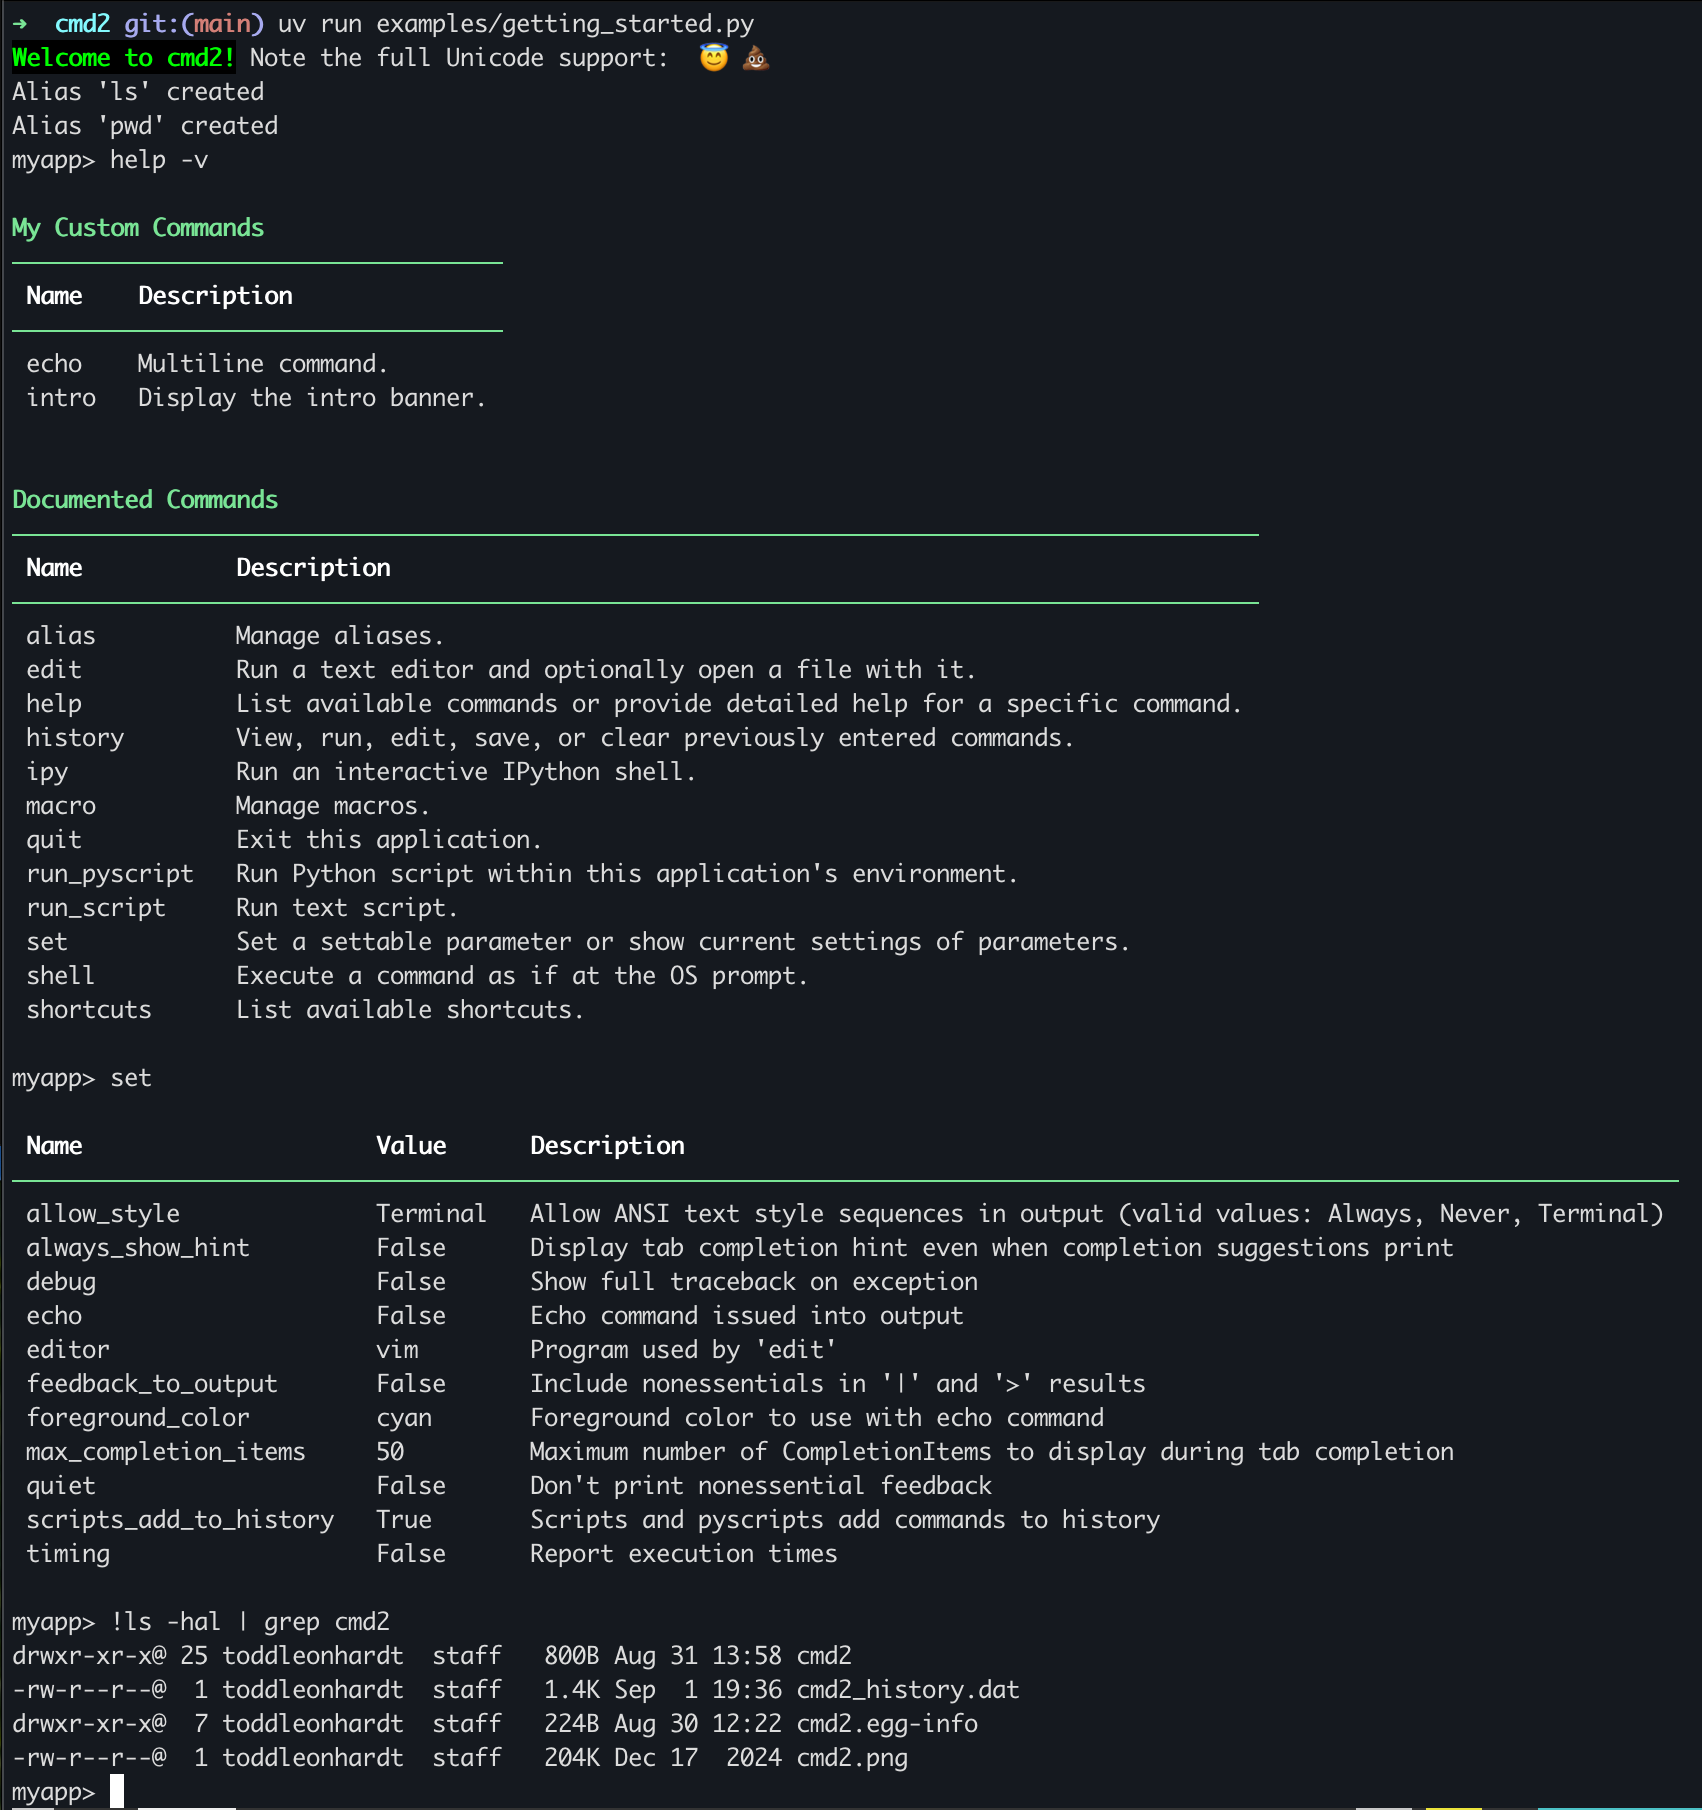 ➜  cmd2 git:(main) uv run examples/getting_started.py
Welcome to cmd2! Note the full Unicode support:  😇 💩
Alias 'ls' created
Alias 'pwd' created
myapp> help -v
My Custom Commands
Name    Description
echo    Multiline command.
intro   Display the intro banner.
Documented Commands
Name           Description
alias          Manage aliases.
edit           Run a text editor and optionally open a file with it.
help           List available commands or provide detailed help for a specific command.
history        View, run, edit, save, or clear previously entered commands.
ipy            Run an interactive IPython shell.
macro          Manage macros.
quit           Exit this application.
run_pyscript   Run Python script within this application's environment.
run_script     Run text script.
set            Set a settable parameter or show current settings of parameters.
shell          Execute a command as if at the OS prompt.
shortcuts      List available shortcuts.
myapp> set
Name                     Value      Description
allow_style              Terminal   Allow ANSI text style sequences in output (valid values: Always, Never, Terminal)
always_show_hint         False      Display tab completion hint even when completion suggestions print
debug                    False      Show full traceback on exception
echo                     False      Echo command issued into output
editor                   vim        Program used by 'edit'
feedback_to_output       False      Include nonessentials in '|' and '>' results
foreground_color         cyan       Foreground color to use with echo command
max_completion_items     50         Maximum number of CompletionItems to display during tab completion
quiet                    False      Don't print nonessential feedback
scripts_add_to_history   True       Scripts and pyscripts add commands to history
timing                   False      Report execution times
myapp> !ls -hal | grep cmd2
drwxr-xr-x@ 25 toddleonhardt  staff   800B Aug 31 13:58 cmd2
-rw-r--r--@  1 toddleonhardt  staff   1.4K Sep  1 19:36 cmd2_history.dat
drwxr-xr-x@  7 toddleonhardt  staff   224B Aug 30 12:22 cmd2.egg-info
-rw-r--r--@  1 toddleonhardt  staff   204K Dec 17  2024 cmd2.png
myapp>